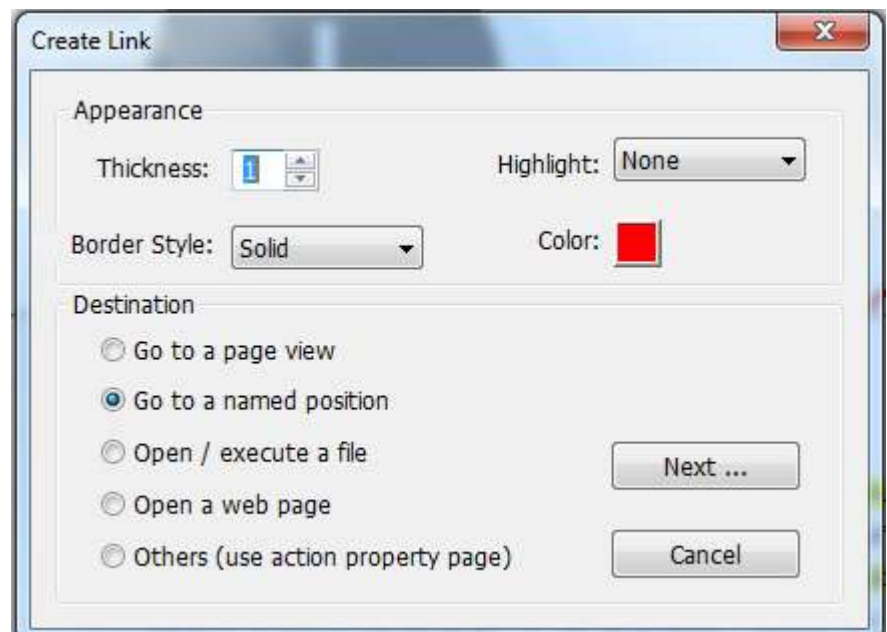 Create Link
Appearance
Thickness: 1 Highlight: None
Border Style: Solid Color:
Destination
Go to a page view
Go to a named position
Open / execute a file
Next ...
Open a web page
Others (use action property page)
Cancel